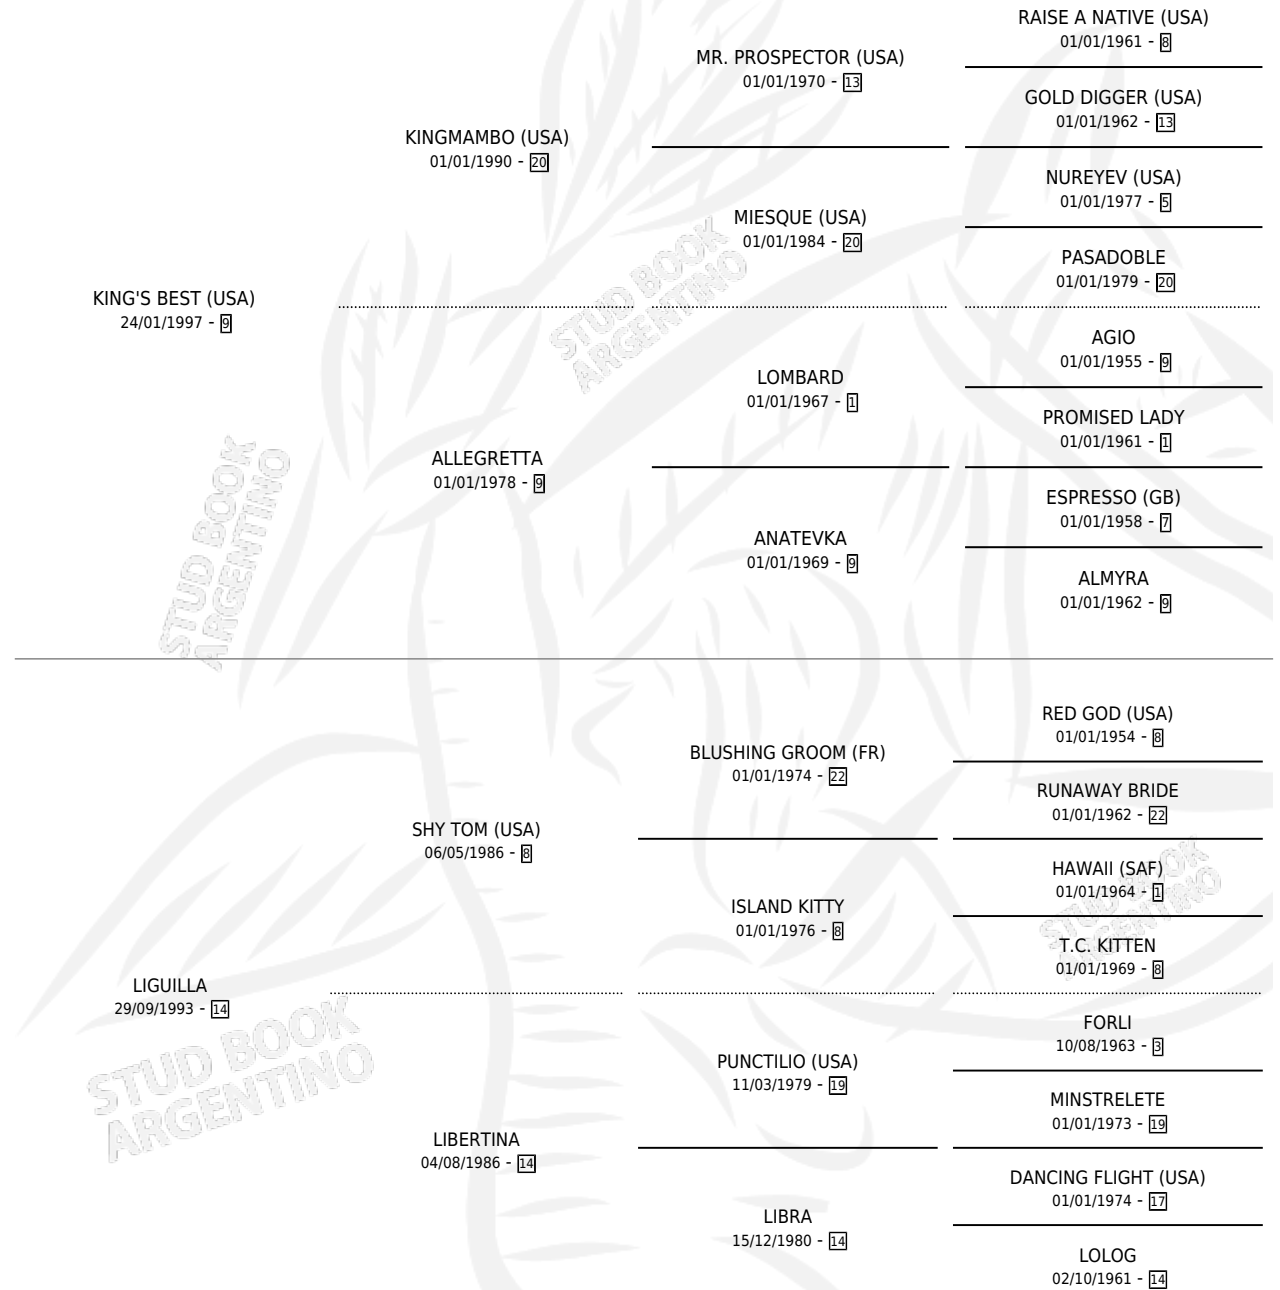 RAISE A NATIVE (USA)
01/01/1961 - 8
MR. PROSPECTOR (USA)
01/01/1970 - 13
GOLD DIGGER (USA)
01/01/1962 - 13
KINGMAMBO (USA)
01/01/1990 - 20
NUREYEV (USA)
01/01/1977 - 5
MIESQUE (USA)
01/01/1984 - 20
PASADOBLE
01/01/1979 - 20
KING'S BEST (USA)
24/01/1997 - 9
STUD BOOK
ARGENTINO
AGIO
01/01/1955 - 9
LOMBARD
01/01/1967 - 1
PROMISED LADY
01/01/1961 - 1
ALLEGRETTA
01/01/1978 - 9
ESPRESSO (GB)
01/01/1958 - 7
ANATEVKA
01/01/1969 - 9
ALMYRA
01/01/1962 - 9
STUD BOOK
ARGENTINO
RED GOD (USA)
01/01/1954 - 8
BLUSHING GROOM (FR)
01/01/1974 - 22
RUNAWAY BRIDE
01/01/1962 - 22
SHY TOM (USA)
06/05/1986 - 8
HAWAII (SAF)
01/01/1964 - 1
ISLAND KITTY
01/01/1976 - 8
STUD BOOK
ARGENTINO
T.C. KITTEN
01/01/1969 - 8
LIGUILLA
29/09/1993 - 14
FORLI
10/08/1963 - 3
PUNCTILIO (USA)
11/03/1979 - 19
STUD BOOK
ARGENTINO
MINSTRELETE
01/01/1973 - 19
LIBERTINA
04/08/1986 - 14
DANCING FLIGHT (USA)
01/01/1974 - 17
LIBRA
15/12/1980 - 14
LOLOG
02/10/1961 - 14